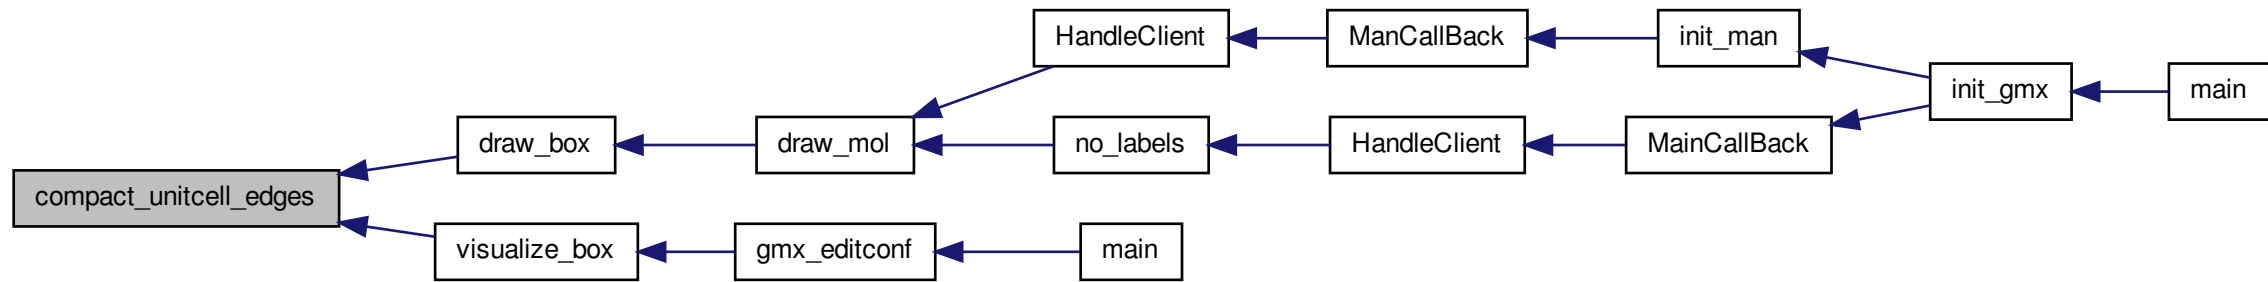 HandleClient
ManCallBack
init_man
init_gmx
main
draw_box
draw_mol
no_labels
HandleClient
MainCallBack
compact_unitcell_edges
visualize_box
gmx_editconf
main